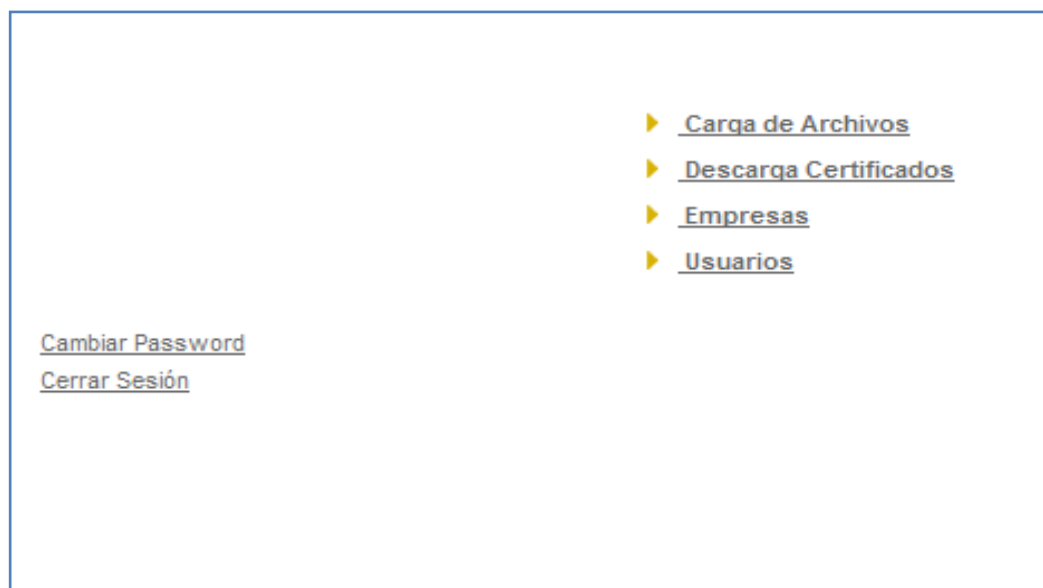 Carga de Archivos
Descarga Certificados
Empresas
Usuarios
Cambiar Password
Cerrar Sesión